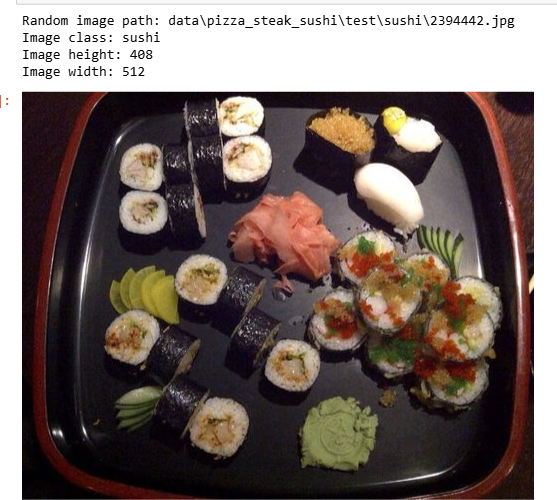 Random image path: data\pizza_steak_sushi\test\sushi\2394442.jpg
Image class: sushi
Image height: 408
Image width: 512
]: